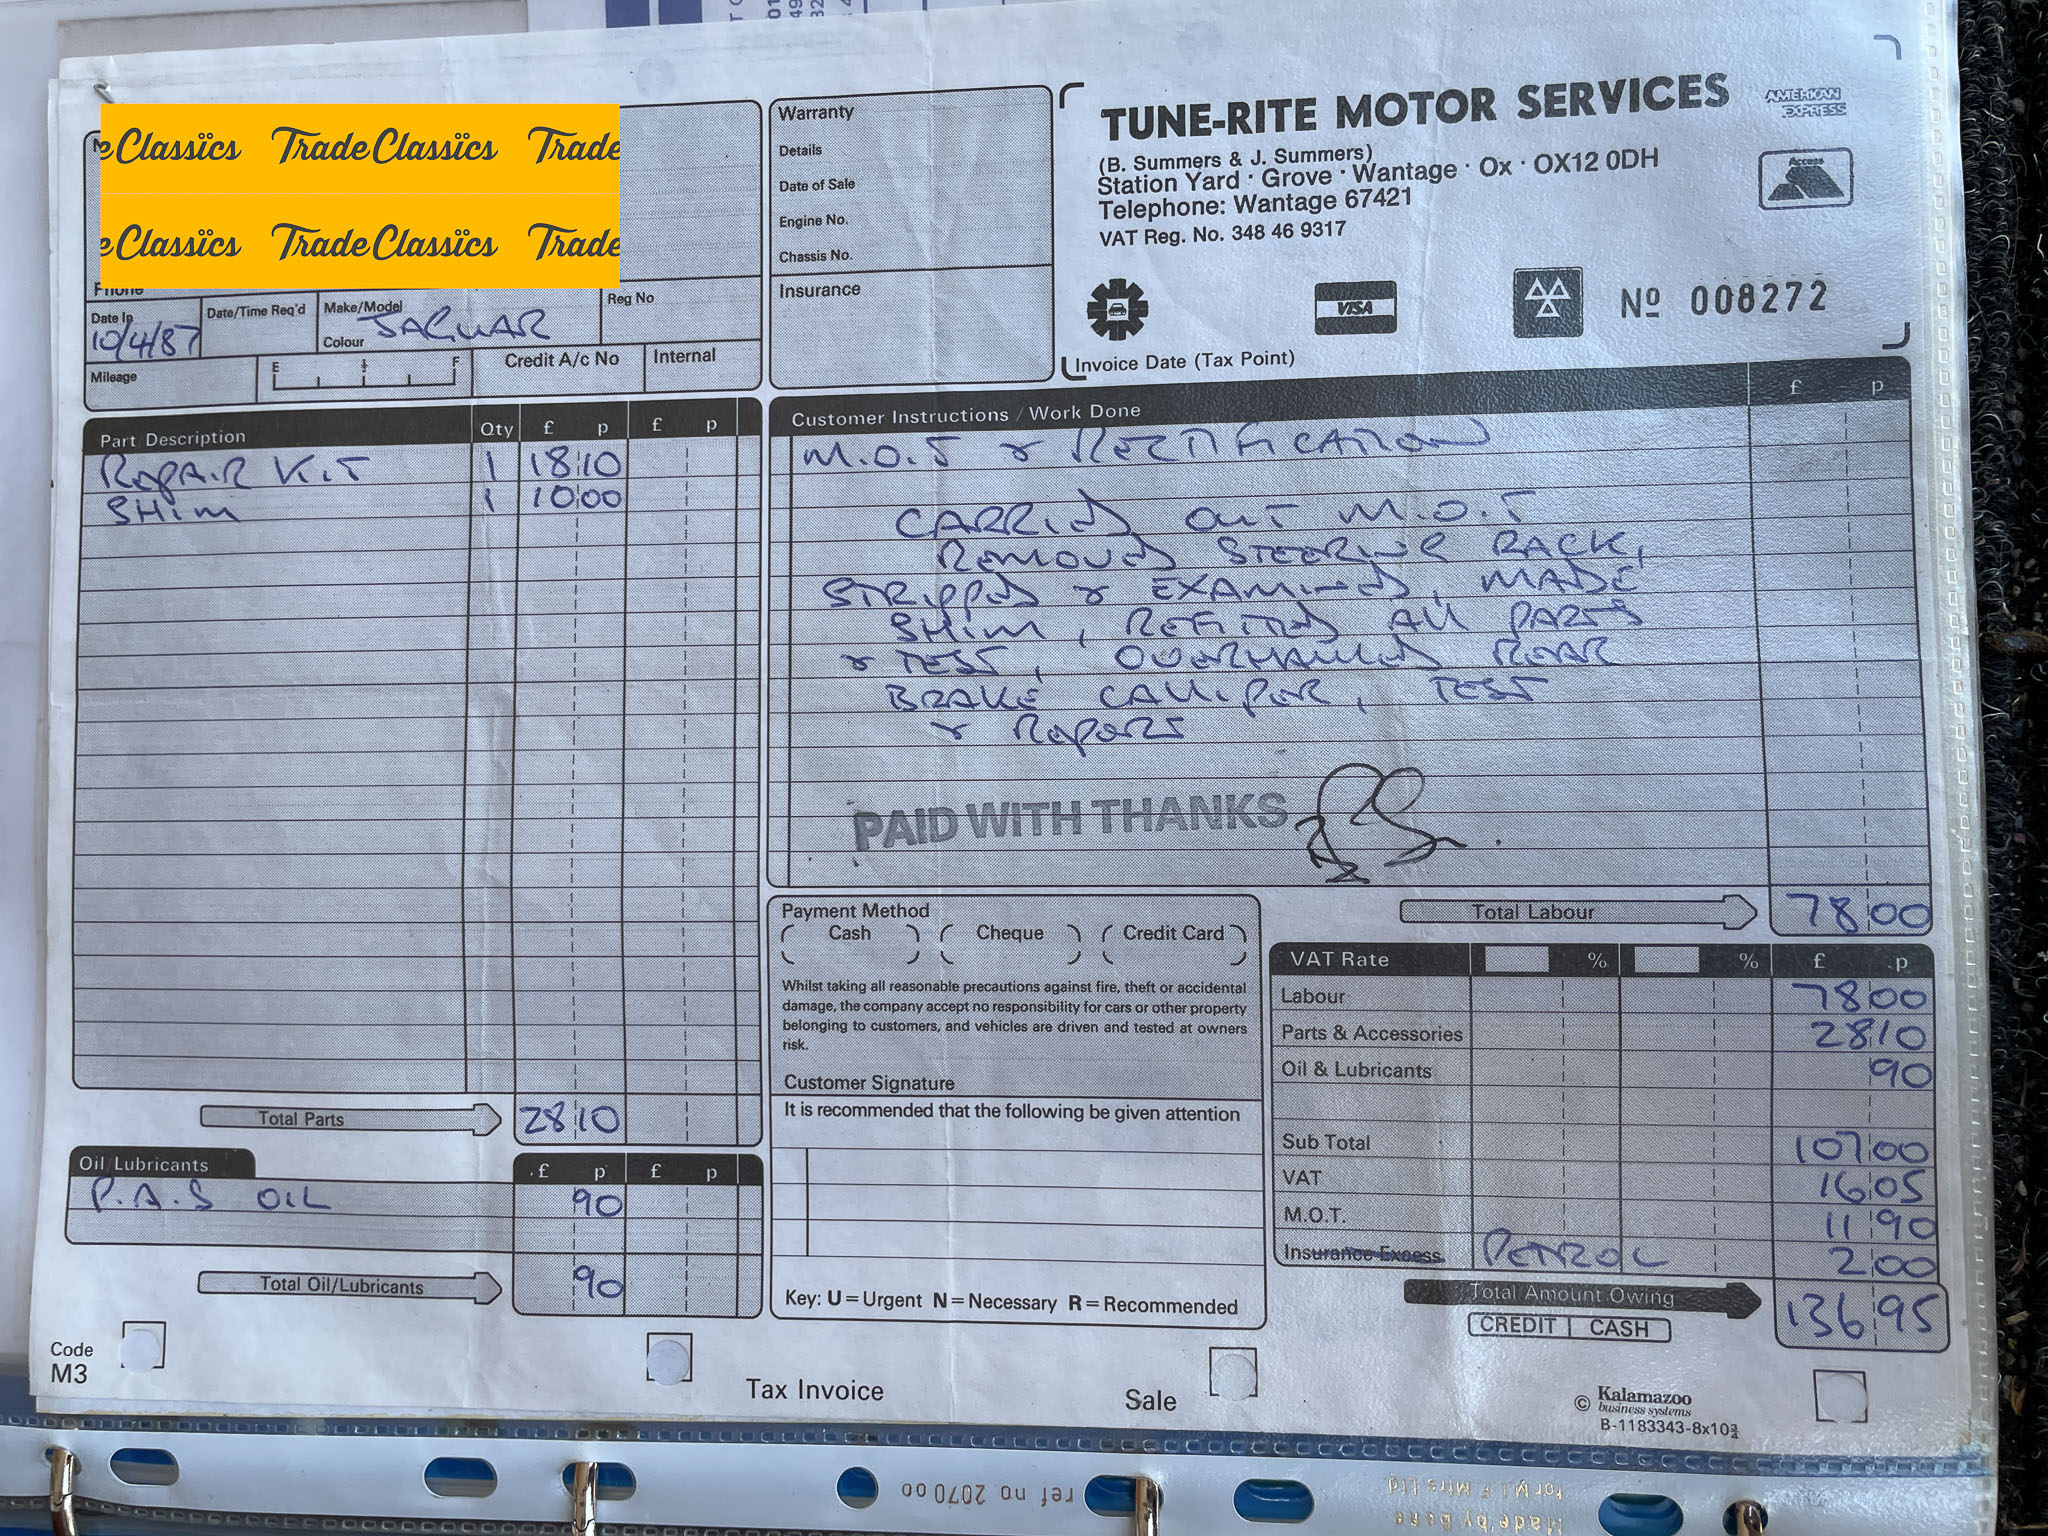 e Classics Trade Classics Trade
e Classics Trade Classics Trade
Phone
Date In
10/4/87
Date/Time Req'd
Make/Model
JAGUAR
Colour
Reg No
Mileage
E ½ F
Credit A/c No
Internal
Warranty
Details
Date of Sale
Engine No.
Chassis No.
Insurance
TUNE-RITE MOTOR SERVICES
(B. Summers & J. Summers)
Station Yard · Grove · Wantage · Ox · OX12 0DH
Telephone: Wantage 67421
VAT Reg. No. 348 46 9317
AMERICAN EXPRESS
Access
VISA
Nº 008272
Invoice Date (Tax Point)
Part Description Qty £ p £ p
REPAIR KIT 1 18 10
SHIM 1 10 00
Total Parts 28 10
Oil/Lubricants £ p £ p
P.A.S OIL 90
Total Oil/Lubricants 90
Customer Instructions / Work Done £ p
M.O.T & RECTIFICATION
CARRIED OUT M.O.T
REMOVED STEERING RACK,
STRIPPED & EXAMINED, MADE
SHIM, REFITTED ALL PARTS
& TEST, OVERHAULED REAR
BRAKE CALLIPER, TEST
& REPORT
PAID WITH THANKS
Total Labour 78 00
Payment Method
Cash Cheque Credit Card
Whilst taking all reasonable precautions against fire, theft or accidental
damage, the company accept no responsibility for cars or other property
belonging to customers, and vehicles are driven and tested at owners
risk.
Customer Signature
It is recommended that the following be given attention
Key: U = Urgent N = Necessary R = Recommended
VAT Rate % % £ p
Labour 78 00
Parts & Accessories 28 10
Oil & Lubricants 90
Sub Total 107 00
VAT 16 05
M.O.T. 11 90
Insurance Excess PETROL 2 00
Total Amount Owing 136 95
CREDIT CASH
Code
M3
Tax Invoice
Sale
© Kalamazoo
business systems
B-1183343-8x10¾
ref no 2070 00